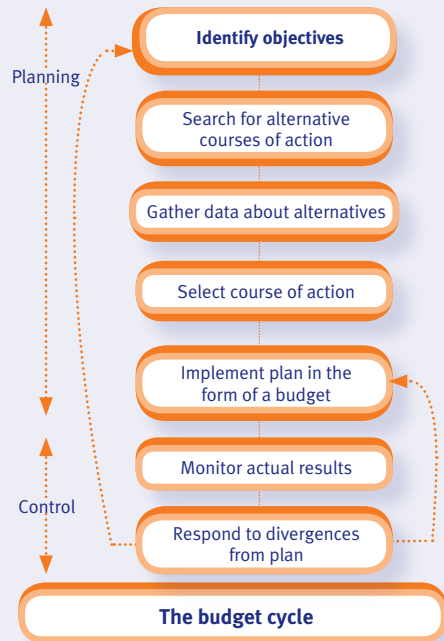 Identify objectives
Planning
Search for alternative
courses of action
Gather data about alternatives
Select course of action
Implement plan in the
form of a budget
Monitor actual results
Control
Respond to divergences
from plan
The budget cycle